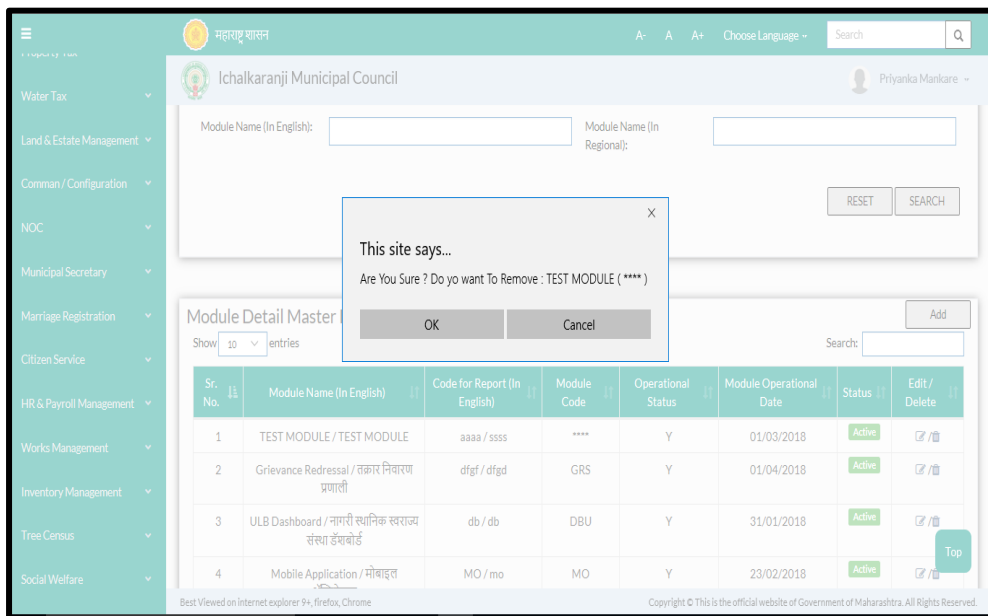 महाराष्ट्र शासन
A- A A+ Choose Language
Search
Property Tax
Water Tax
Land & Estate Management
Comman / Configuration
NOC
Municipal Secretary
Marriage Registration
Citizen Service
HR & Payroll Management
Works Management
Inventory Management
Tree Census
Social Welfare
Ichalkaranji Municipal Council
Priyanka Mankare
Module Name (In English):
Module Name (In
Regional):
RESET SEARCH
X
This site says...
Are You Sure ? Do yo want To Remove : TEST MODULE ( **** )
OK Cancel
Module Detail Master
Add
Show 10 entries
Search:
Sr. No. Module Name (In English) Code for Report (In English) Module Code Operational Status Module Operational Date Status Edit / Delete
1 TEST MODULE / TEST MODULE aaaa / ssss **** Y 01/03/2018 Active /
2 Grievance Redressal / तक्रार निवारण प्रणाली dfgf / dfgd GRS Y 01/04/2018 Active /
3 ULB Dashboard / नागरी स्थानिक स्वराज्य संस्था डॅशबोर्ड db / db DBU Y 31/01/2018 Active /
4 Mobile Application / मोबाइल MO / mo MO Y 23/02/2018 Active /
Top
Best Viewed on internet explorer 9+, firefox, Chrome
Copyright © This is the official website of Government of Maharashtra. All Rights Reserved.